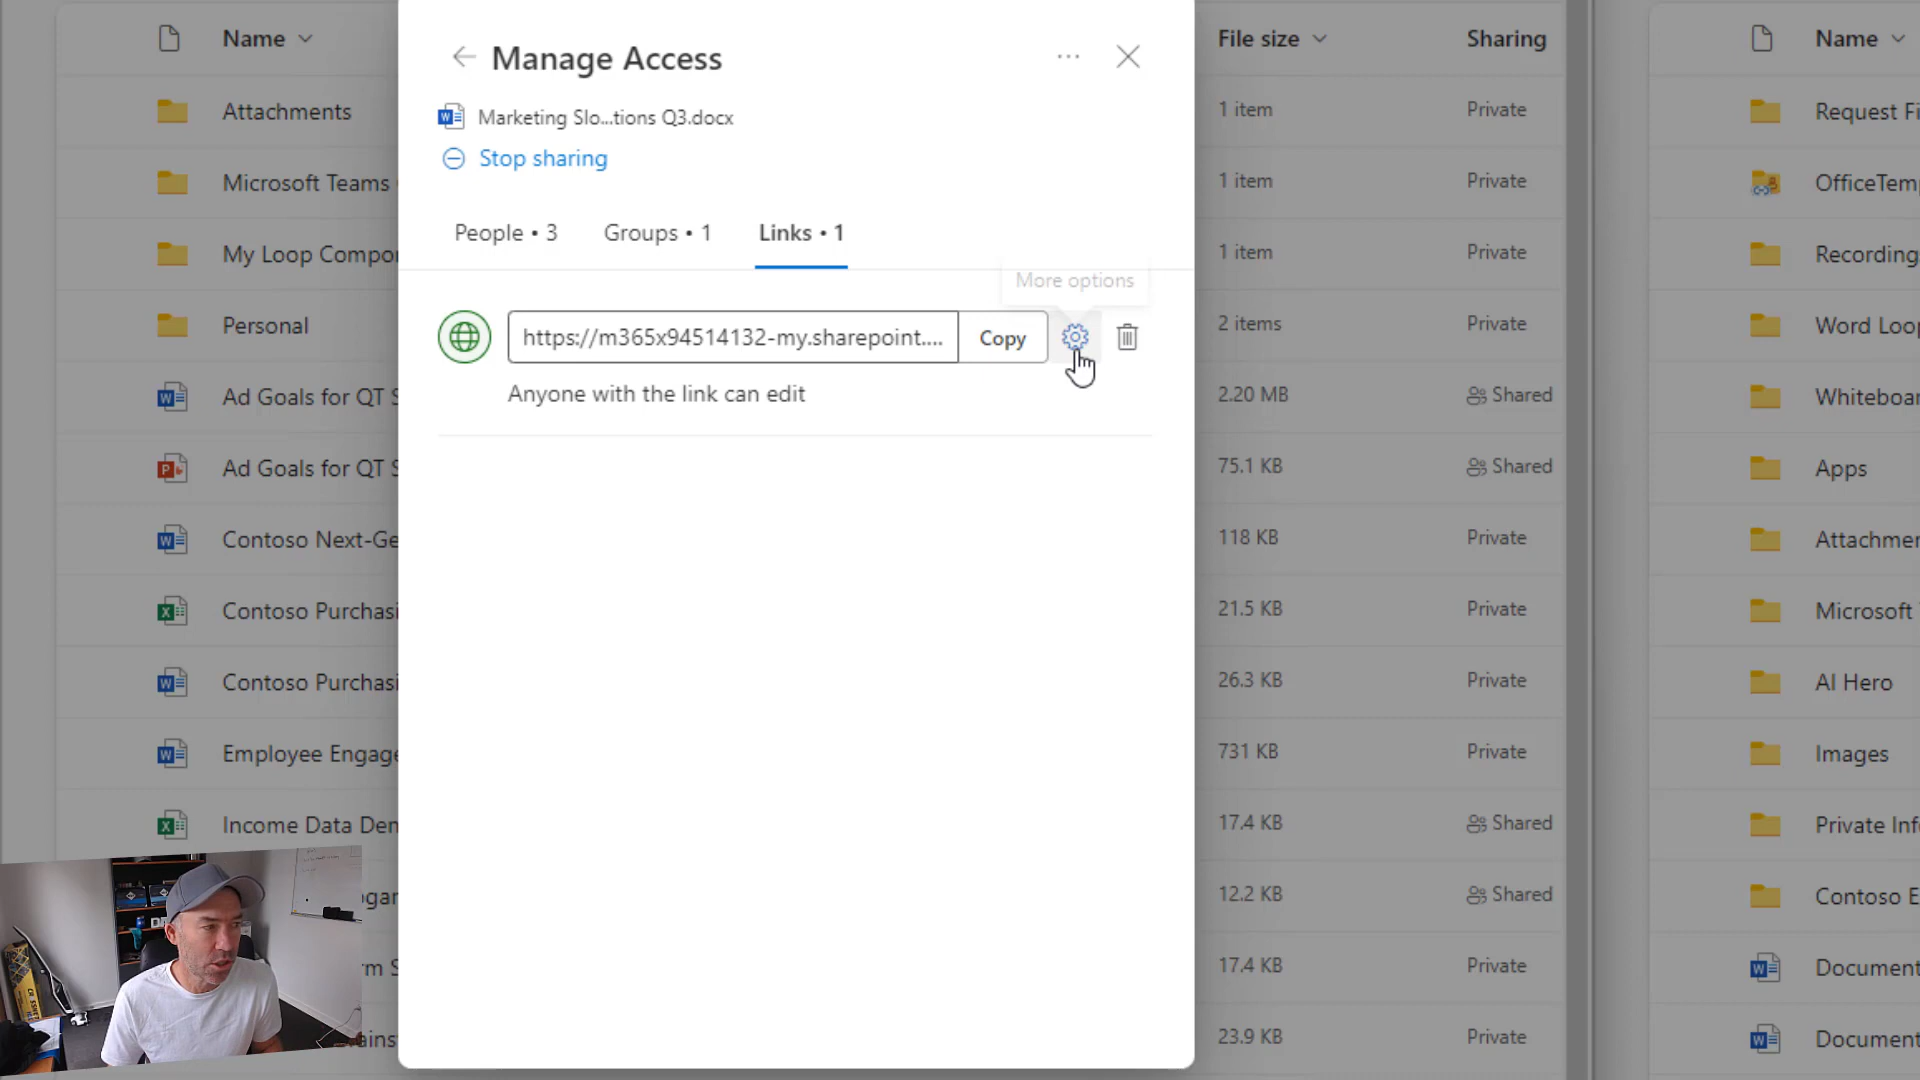 Name
Attachments
Microsoft Teams
My Loop Compo
Personal
Ad Goals for QT S
Ad Goals for QT S
Contoso Next-Ge
Contoso Purchasi
Contoso Purchasi
Employee Engage
Income Data Den
Manage Access
Marketing Slo...tions Q3.docx
Stop sharing
People • 3
Groups • 1
Links • 1
More options
https://m365x94514132-my.sharepoint....
Copy
Anyone with the link can edit
File size
Sharing
1 item
Private
1 item
Private
1 item
Private
2 items
Private
2.20 MB
Shared
75.1 KB
Shared
118 KB
Private
21.5 KB
Private
26.3 KB
Private
731 KB
Private
17.4 KB
Shared
12.2 KB
Shared
17.4 KB
Private
23.9 KB
Private
Name
Request Fi
OfficeTemp
Recording
Word Loop
Whiteboar
Apps
Attachmer
Microsoft
AI Hero
Images
Private Inf
Contoso E
Document
Document